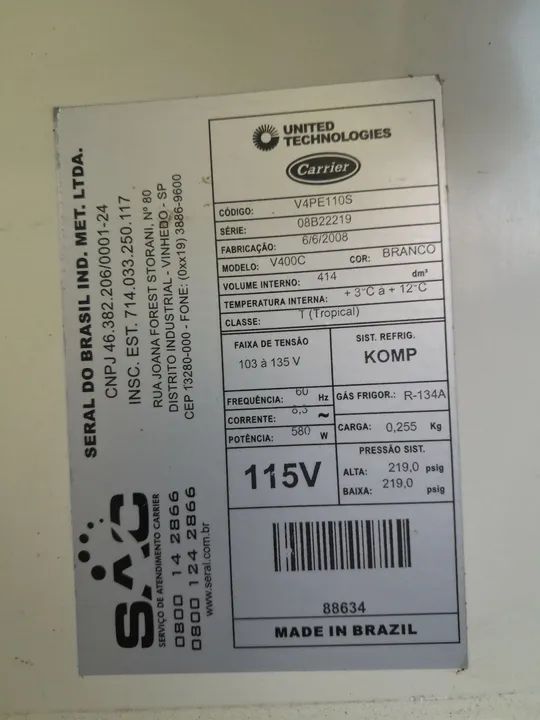 SERAL DO BRASIL IND. MET. LTDA.
CNPJ 46.382.206/0001-24
INSC. EST. 714.033.250.117
RUA JOANA FOREST STORANI, Nº 80
DISTRITO INDUSTRIAL - VINHEDO - SP
CEP 13280-000 - FONE: (0xx19) 3886-9600
SAC
SERVIÇO DE ATENDIMENTO CARRIER
0800 14 2866
0800 124 2866
www.seral.com.br
UNITED
TECHNOLOGIES
Carrier
CÓDIGO: V4PE110S
SÉRIE: 08B22219
FABRICAÇÃO: 6/6/2008
MODELO: V400C COR: BRANCO
VOLUME INTERNO: 414 dm³
TEMPERATURA INTERNA: + 3°C à + 12°C
CLASSE: T (Tropical)
FAIXA DE TENSÃO
103 à 135 V
SIST. REFRIG.
KOMP
FREQUÊNCIA: 60 Hz
CORRENTE: 8,3 ~
POTÊNCIA: 580 W
GÁS FRIGOR.: R-134A
CARGA: 0,255 Kg
115V
PRESSÃO SIST.
ALTA: 219,0 psig
BAIXA: 219,0 psig
88634
MADE IN BRAZIL